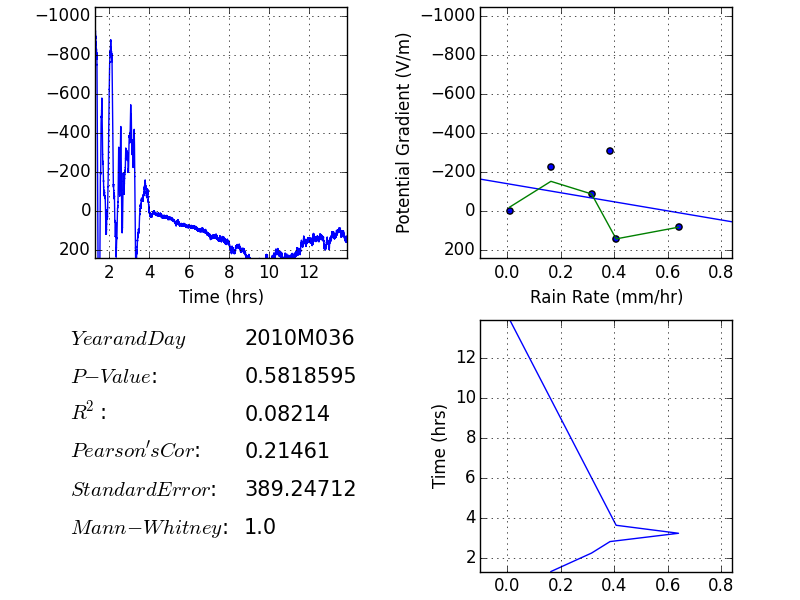 −1000
−800
−600
−400
−200
0
200
2 4 6 8 10 12
Time (hrs)
Potential Gradient (V/m)
−1000
−800
−600
−400
−200
0
200
0.0 0.2 0.4 0.6 0.8
Rain Rate (mm/hr)
YearandDay 2010M036
P−Value: 0.5818595
R²: 0.08214
Pearson'sCor: 0.21461
StandardError: 389.24712
Mann−Whitney: 1.0
Time (hrs)
12
10
8
6
4
2
0.0 0.2 0.4 0.6 0.8